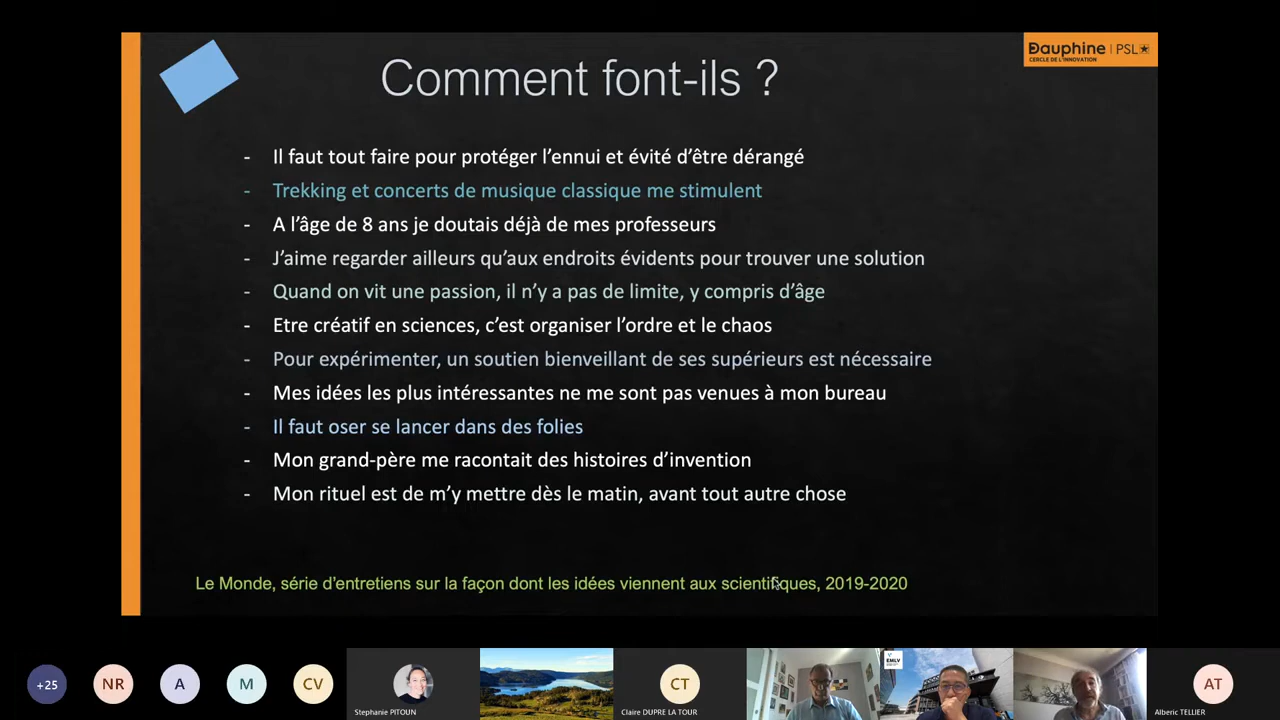 Comment font-ils ?
Dauphine | PSL
CERCLE DE L'INNOVATION
- Il faut tout faire pour protéger l'ennui et évité d'être dérangé
- Trekking et concerts de musique classique me stimulent
- A l'âge de 8 ans je doutais déjà de mes professeurs
- J'aime regarder ailleurs qu'aux endroits évidents pour trouver une solution
- Quand on vit une passion, il n'y a pas de limite, y compris d'âge
- Etre créatif en sciences, c'est organiser l'ordre et le chaos
- Pour expérimenter, un soutien bienveillant de ses supérieurs est nécessaire
- Mes idées les plus intéressantes ne me sont pas venues à mon bureau
- Il faut oser se lancer dans des folies
- Mon grand-père me racontait des histoires d'invention
- Mon rituel est de m'y mettre dès le matin, avant tout autre chose
Le Monde, série d'entretiens sur la façon dont les idées viennent aux scientifiques, 2019-2020
+25
NR
A
M
CV
Stephanie PITOUN
CT
Claire DUPRE LA TOUR
EMLV
AT
Alberic TELLIER